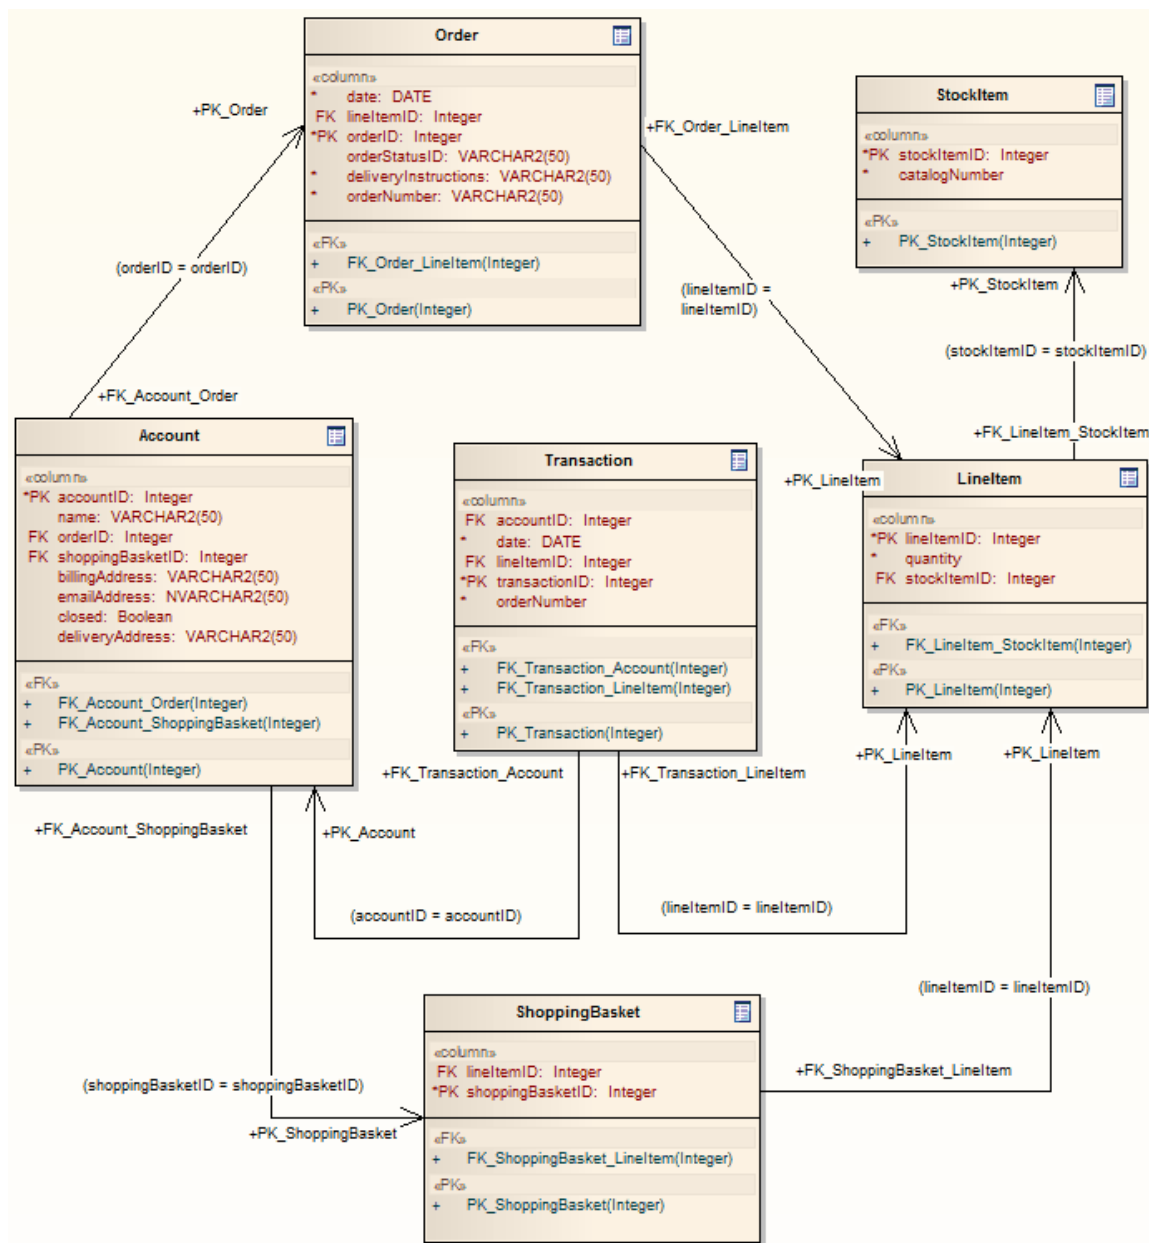 Order
«column»
* date: DATE
FK lineItemID: Integer
*PK orderID: Integer
orderStatusID: VARCHAR2(50)
* deliveryInstructions: VARCHAR2(50)
* orderNumber: VARCHAR2(50)
«FK»
+ FK_Order_LineItem(Integer)
«PK»
+ PK_Order(Integer)
+PK_Order
+FK_Order_LineItem
StockItem
«column»
*PK stockItemID: Integer
* catalogNumber
«PK»
+ PK_StockItem(Integer)
+PK_StockItem
(orderID = orderID)
(lineItemID =
lineItemID)
(stockItemID = stockItemID)
+FK_Account_Order
+FK_LineItem_StockItem
Account
«column»
*PK accountID: Integer
name: VARCHAR2(50)
FK orderID: Integer
FK shoppingBasketID: Integer
billingAddress: VARCHAR2(50)
emailAddress: NVARCHAR2(50)
closed: Boolean
deliveryAddress: VARCHAR2(50)
«FK»
+ FK_Account_Order(Integer)
+ FK_Account_ShoppingBasket(Integer)
«PK»
+ PK_Account(Integer)
Transaction
«column»
FK accountID: Integer
* date: DATE
FK lineItemID: Integer
*PK transactionID: Integer
* orderNumber
«FK»
+ FK_Transaction_Account(Integer)
+ FK_Transaction_LineItem(Integer)
«PK»
+ PK_Transaction(Integer)
+PK_LineItem
LineItem
«column»
*PK lineItemID: Integer
* quantity
FK stockItemID: Integer
«FK»
+ FK_LineItem_StockItem(Integer)
«PK»
+ PK_LineItem(Integer)
+PK_LineItem
+PK_LineItem
+FK_Transaction_Account
+FK_Transaction_LineItem
+FK_Account_ShoppingBasket
+PK_Account
(accountID = accountID)
(lineItemID = lineItemID)
(lineItemID = lineItemID)
ShoppingBasket
«column»
FK lineItemID: Integer
*PK shoppingBasketID: Integer
«FK»
+ FK_ShoppingBasket_LineItem(Integer)
«PK»
+ PK_ShoppingBasket(Integer)
+FK_ShoppingBasket_LineItem
(shoppingBasketID = shoppingBasketID)
+PK_ShoppingBasket